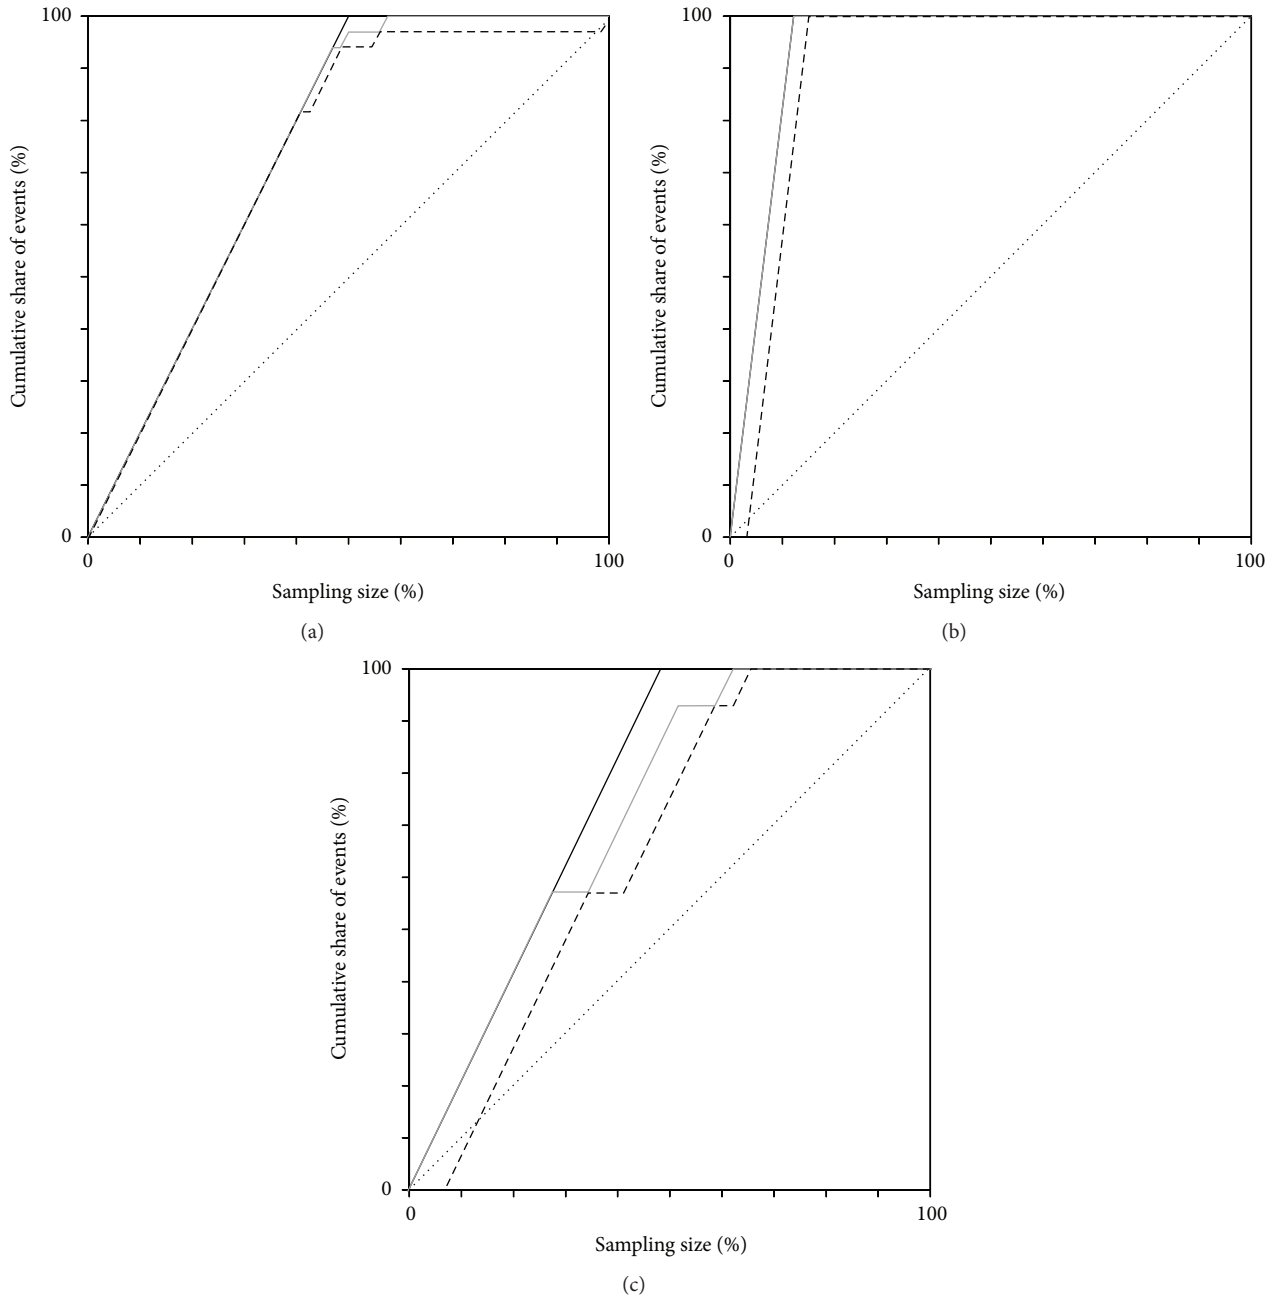 100
Cumulative share of events (%)
0
0
100
Sampling size (%)
(a)
100
Cumulative share of events (%)
0
0
100
Sampling size (%)
(b)
100
Cumulative share of events (%)
0
0
100
Sampling size (%)
(c)